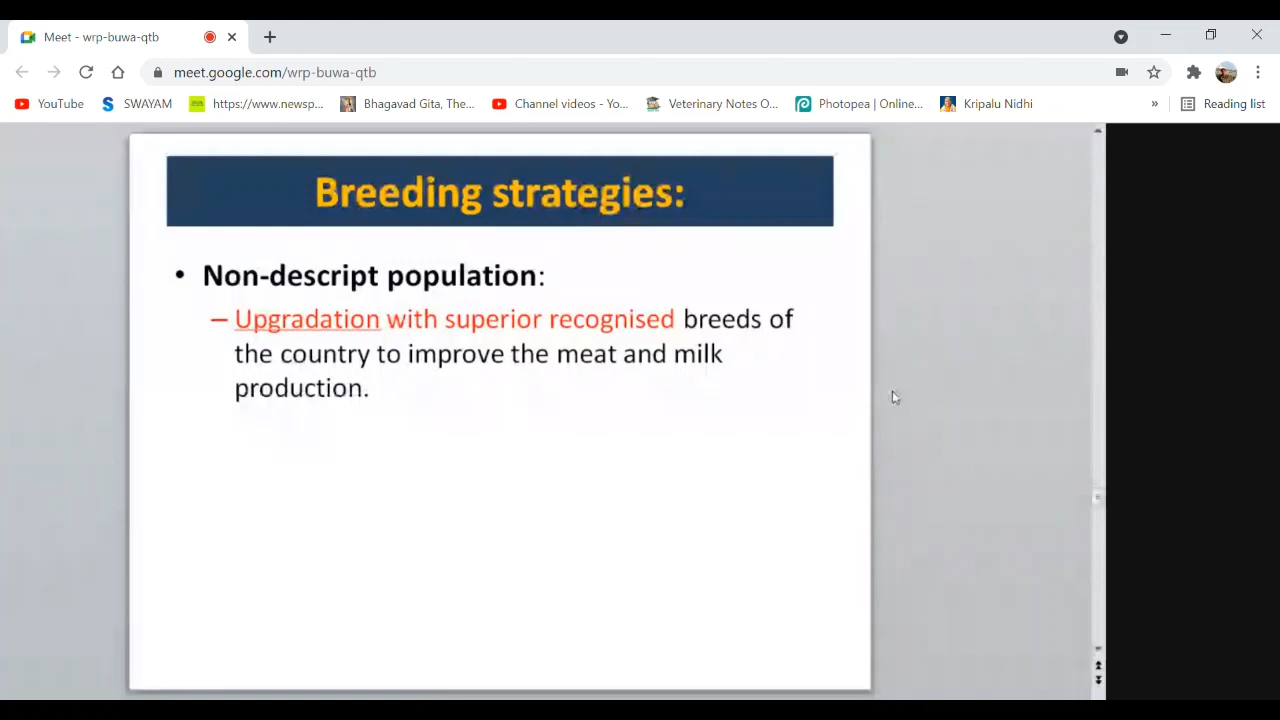 Meet - wrp-buwa-qtb
meet.google.com/wrp-buwa-qtb
YouTube
SWAYAM
https://www.newsp...
Bhagavad Gita, The...
Channel videos - Yo...
Veterinary Notes O...
Photopea | Online...
Kripalu Nidhi
»
Reading list
Breeding strategies:
• Non-descript population:
– Upgradation with superior recognised breeds of
the country to improve the meat and milk
production.